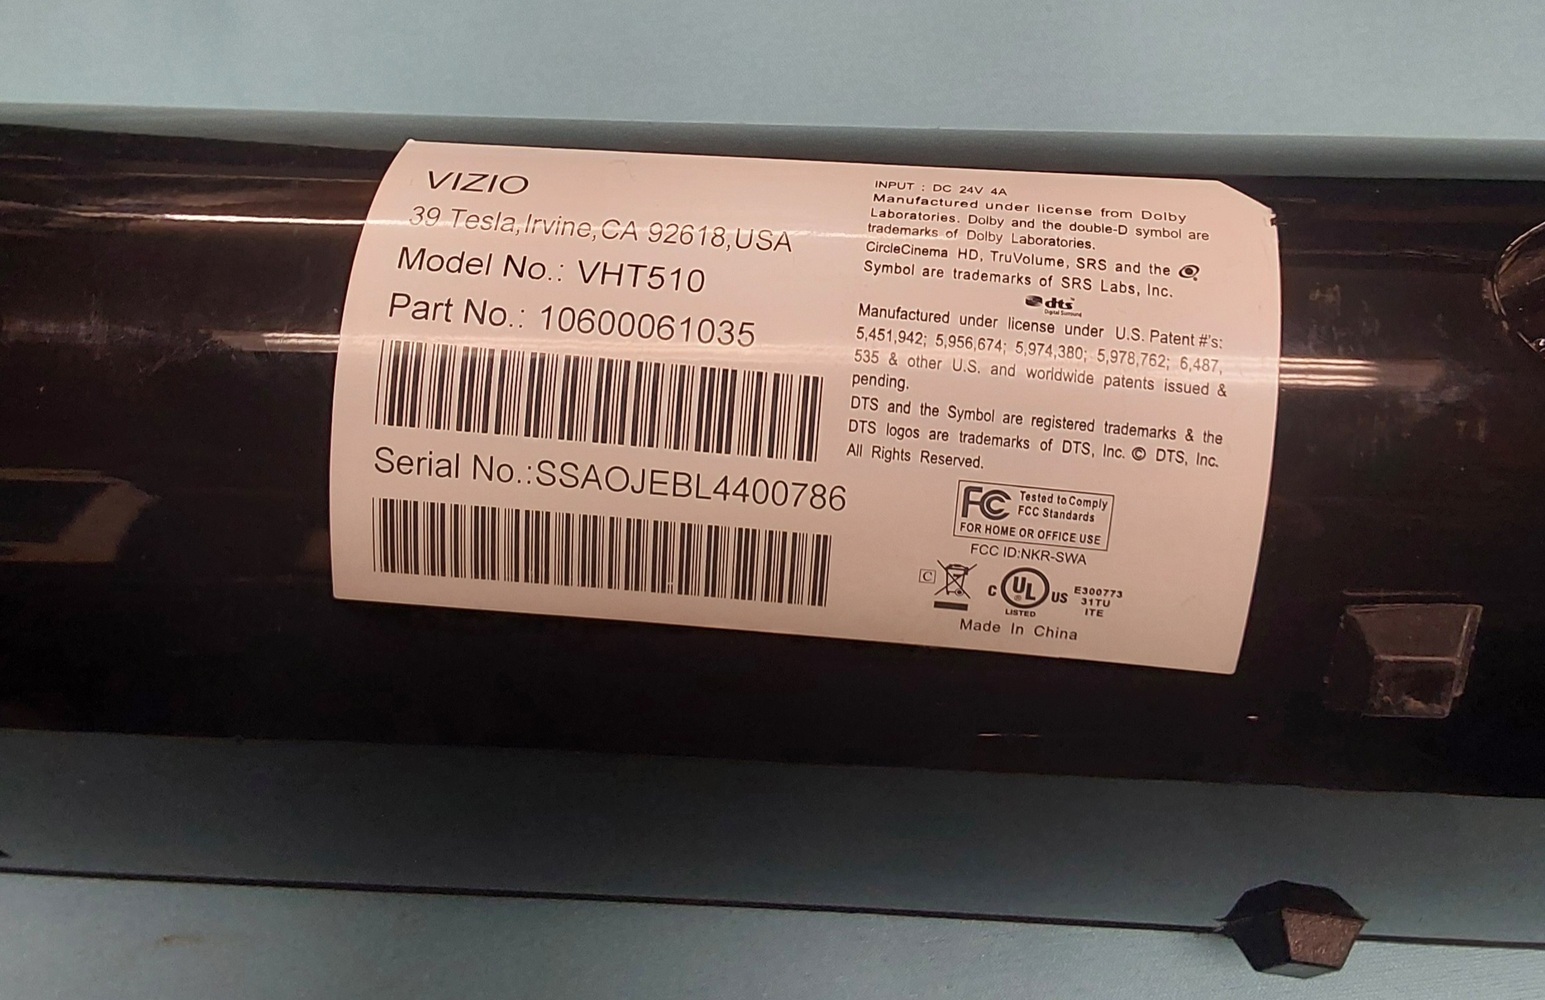 VIZIO
39 Tesla,Irvine,CA 92618,USA
Model No.: VHT510
Part No.: 10600061035
Serial No.:SSAOJEBL4400786
INPUT : DC 24V 4A
Manufactured under license from Dolby
Laboratories. Dolby and the double-D symbol are
trademarks of Dolby Laboratories.
CircleCinema HD, TruVolume, SRS and the
Symbol are trademarks of SRS Labs, Inc.
dts
Digital Surround
Manufactured under license under U.S. Patent #'s:
5,451,942; 5,956,674; 5,974,380; 5,978,762; 6,487,
535 & other U.S. and worldwide patents issued &
pending.
DTS and the Symbol are registered trademarks & the
DTS logos are trademarks of DTS, Inc. © DTS, Inc.
All Rights Reserved.
FC Tested to Comply
FCC Standards
FOR HOME OR OFFICE USE
FCC ID:NKR-SWA
C
C UL US
LISTED
E300773
31TU
ITE
Made In China